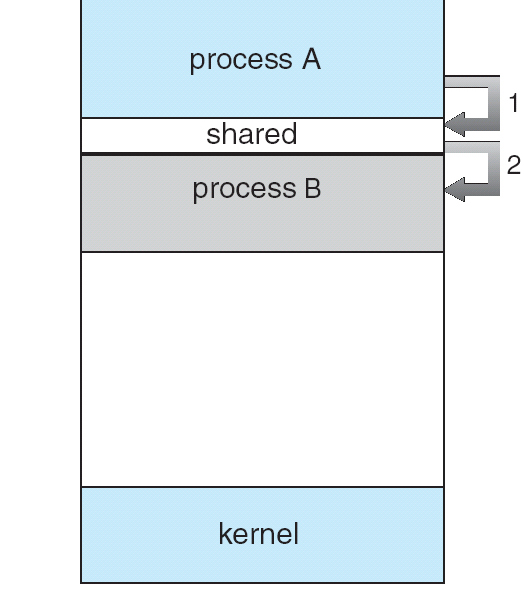 process A
1
shared
2
process B
kernel